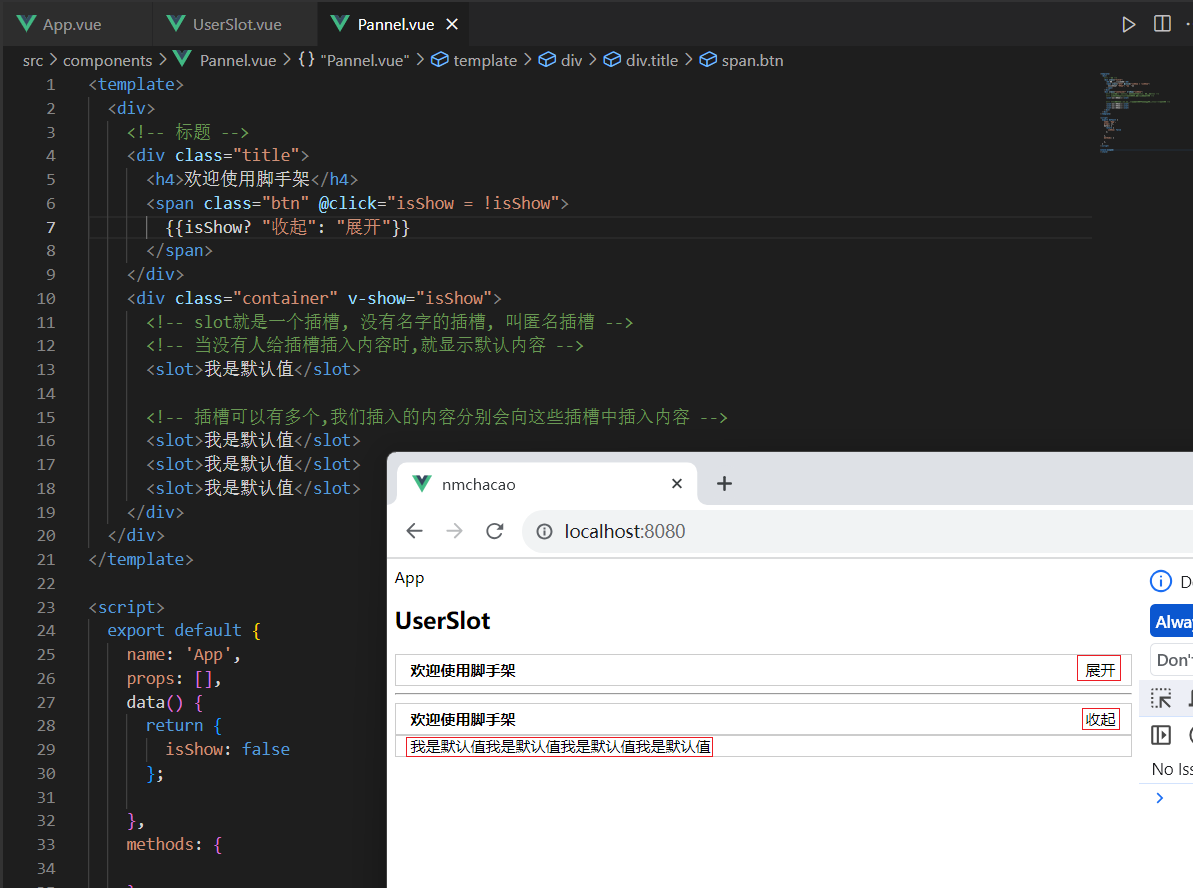 App.vue UserSlot.vue Pannel.vue
src components Pannel.vue {} "Pannel.vue" template div div.title span.btn
1 <template>
2 <div>
3 <!-- 标题 -->
4 <div class="title">
5 <h4>欢迎使用脚手架</h4>
6 <span class="btn" @click="isShow = !isShow">
7 {{isShow? "收起": "展开"}}
8 </span>
9 </div>
10 <div class="container" v-show="isShow">
11 <!-- slot就是一个插槽, 没有名字的插槽, 叫匿名插槽 -->
12 <!-- 当没有人给插槽插入内容时,就显示默认内容 -->
13 <slot>我是默认值</slot>
14
15 <!-- 插槽可以有多个,我们插入的内容分别会向这些插槽中插入内容 -->
16 <slot>我是默认值</slot>
17 <slot>我是默认值</slot>
18 <slot>我是默认值</slot>
19 </div>
20 </div>
21 </template>
22
23 <script>
24 export default {
25 name: 'App',
26 props: [],
27 data() {
28 return {
29 isShow: false
30 };
31
32 },
33 methods: {
34
nmchacao
localhost:8080
App
UserSlot
欢迎使用脚手架 展开
欢迎使用脚手架 收起
我是默认值我是默认值我是默认值我是默认值
Alwa
Don't
No Iss